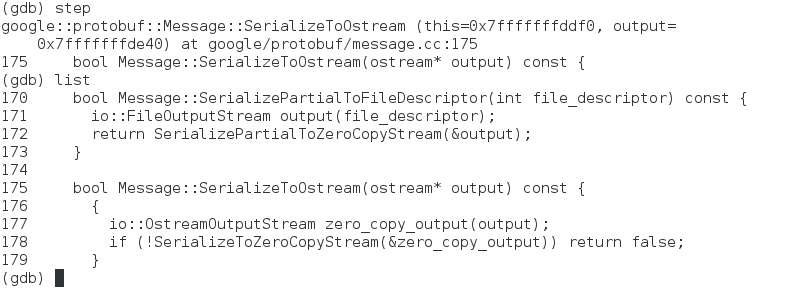 (gdb) step
google::protobuf::Message::SerializeToOstream (this=0x7fffffffddf0, output=
    0x7fffffffde40) at google/protobuf/message.cc:175
175     bool Message::SerializeToOstream(ostream* output) const {
(gdb) list
170     bool Message::SerializePartialToFileDescriptor(int file_descriptor) const {
171       io::FileOutputStream output(file_descriptor);
172       return SerializePartialToZeroCopyStream(&output);
173     }
174
175     bool Message::SerializeToOstream(ostream* output) const {
176       {
177         io::OstreamOutputStream zero_copy_output(output);
178         if (!SerializeToZeroCopyStream(&zero_copy_output)) return false;
179       }
(gdb)